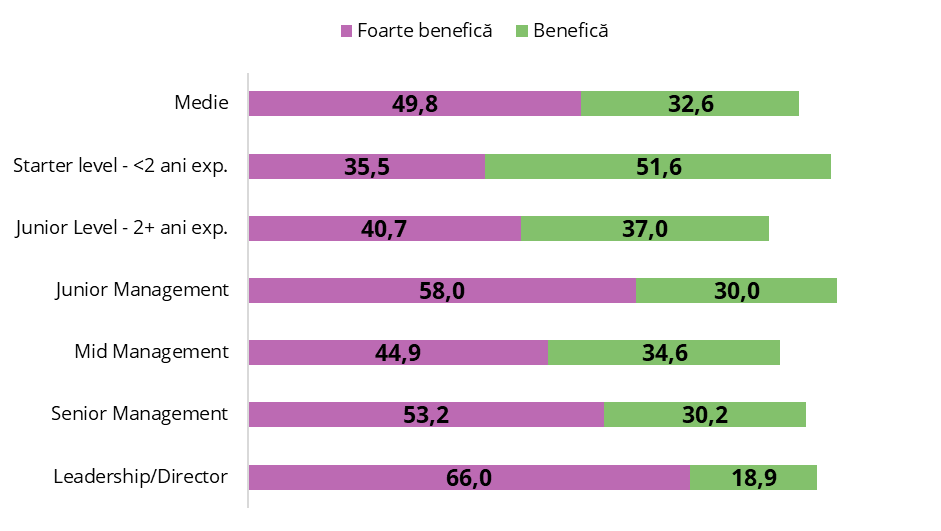 Foarte benefică Benefică
Medie 49,8 32,6
Starter level - <2 ani exp. 35,5 51,6
Junior Level - 2+ ani exp. 40,7 37,0
Junior Management 58,0 30,0
Mid Management 44,9 34,6
Senior Management 53,2 30,2
Leadership/Director 66,0 18,9